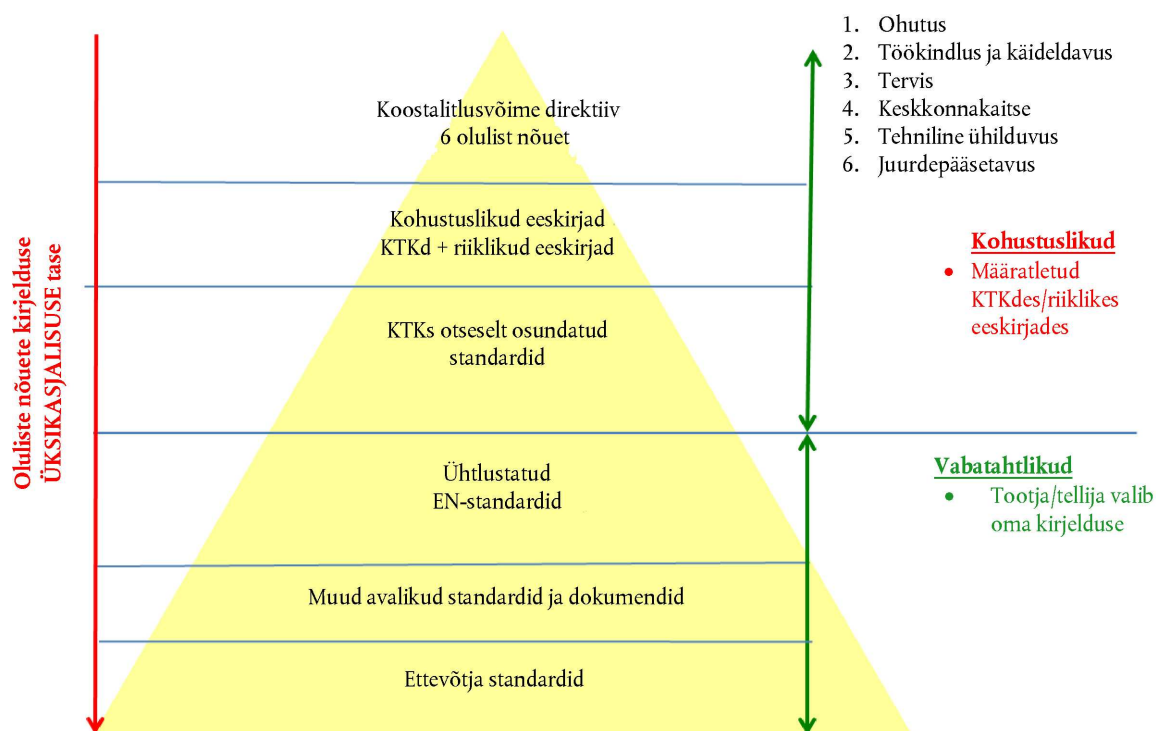 1. Ohutus
2. Töökindlus ja käideldavus
3. Tervis
4. Keskkonnakaitse
5. Tehniline ühilduvus
6. Juurdepääsetavus
Koostalitlusvõime direktiiv
6 olulist nõuet
Kohustuslikud eeskirjad
KTKd + riiklikud eeskirjad
KTKs otseselt osundatud
standardid
Ühtlustatud
EN-standardid
Muud avalikud standardid ja dokumendid
Ettevõtja standardid
Oluliste nõuete kirjelduse
ÜKSIKASJALISUSE tase
Kohustuslikud
• Määratletud
KTKdes/riiklikes
eeskirjades
Vabatahtlikud
• Tootja/tellija valib
oma kirjelduse